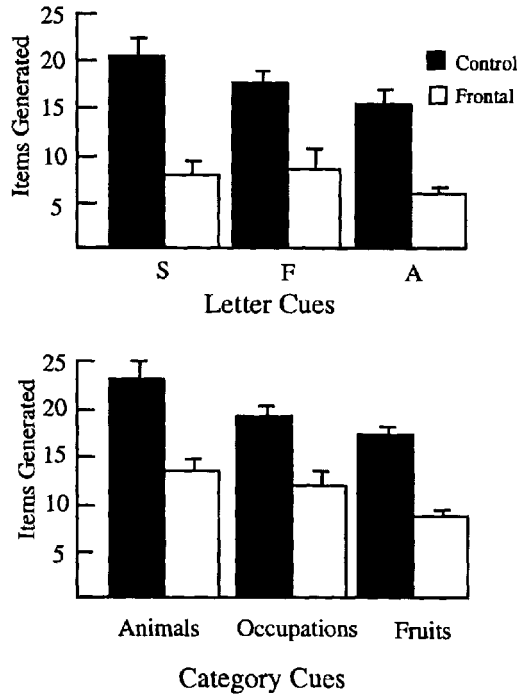 25
20
15
10
5
Items Generated
Control
Frontal
S F A
Letter Cues
25
20
15
10
5
Items Generated
Animals Occupations Fruits
Category Cues